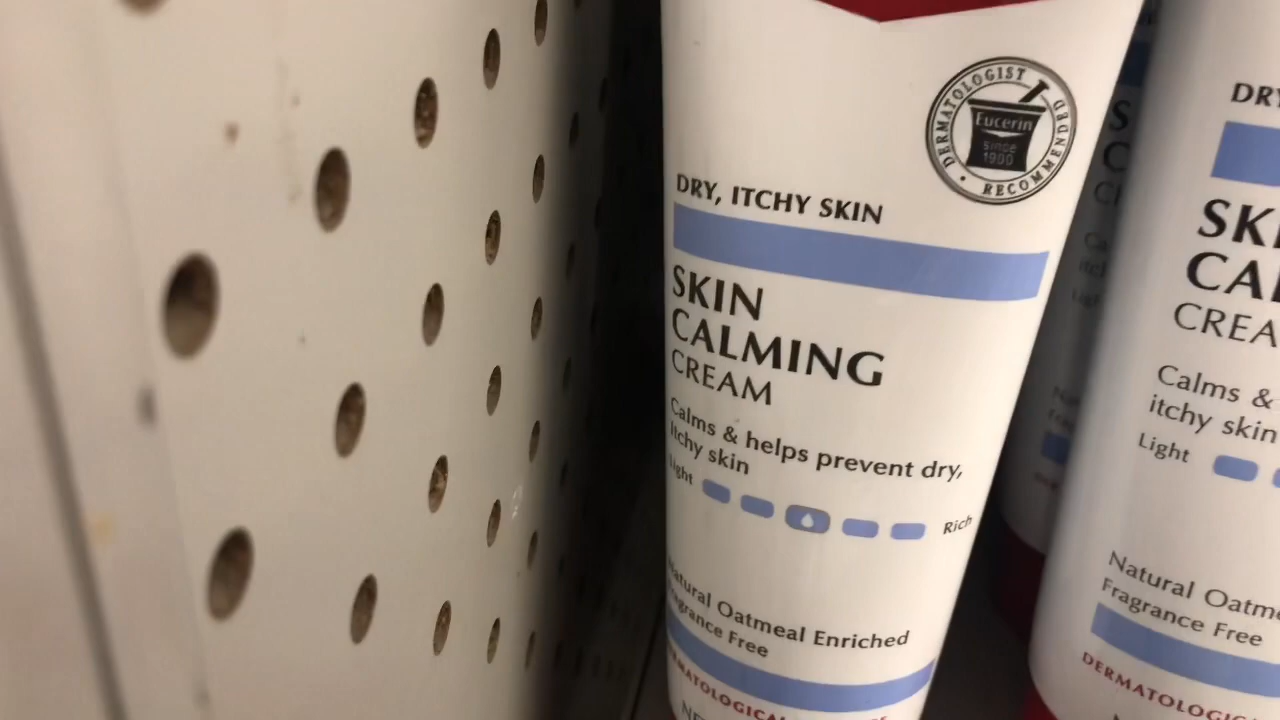 DERMATOLOGIST RECOMMENDED
Eucerin
since
1900
DRY, ITCHY SKIN
SKIN
CALMING
CREAM
Calms & helps prevent dry,
itchy skin
Light
Rich
Natural Oatmeal Enriched
Fragrance Free
DRY
SKI
CAL
CREA
Calms &
itchy skin
Light
Natural Oatme
Fragrance Free
DERMATOLOGIC